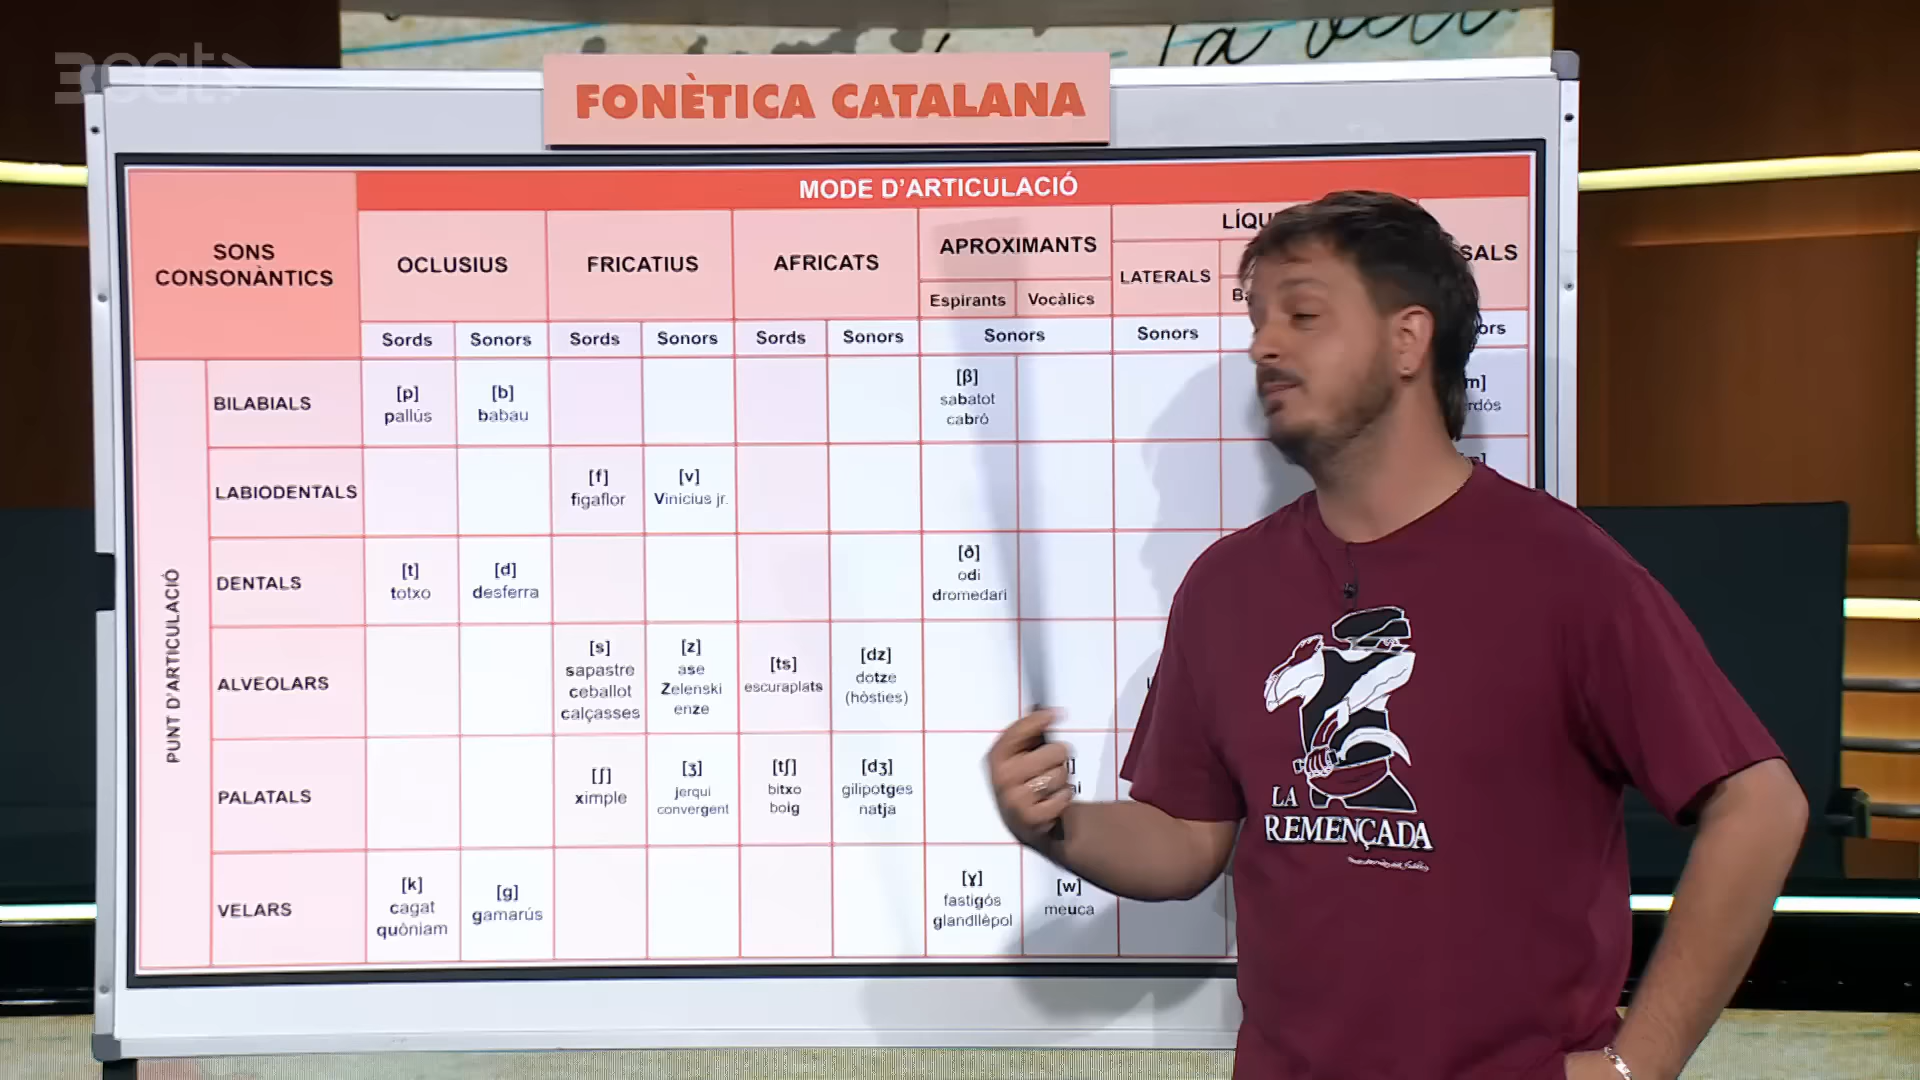 3cat
FONÈTICA CATALANA
MODE D'ARTICULACIÓ
SONS
CONSONÀNTICS
OCLUSIUS
FRICATIUS
AFRICATS
APROXIMANTS
LATERALS
Espirants
Vocàlics
Sords
Sonors
Sords
Sonors
Sords
Sonors
Sonors
Sonors
PUNT D'ARTICULACIÓ
BILABIALS
[p]
pallús
[b]
babau
[β]
sabatot
cabró
LABIODENTALS
[f]
figaflor
[v]
Vinicius jr.
DENTALS
[t]
totxo
[d]
desferra
[ð]
odi
dromedari
ALVEOLARS
[s]
sapastre
ceballot
calçasses
[z]
ase
Zelenski
enze
[ts]
escuraplats
[dz]
dotze
(hòsties)
PALATALS
[ʃ]
ximple
[ʒ]
jerqui
convergent
[tʃ]
bitxo
boig
[dʒ]
gilipotges
natja
VELARS
[k]
cagat
quòniam
[g]
gamarús
[ɣ]
fastigós
glandllèpol
[w]
meuca
LA
REMENÇADA